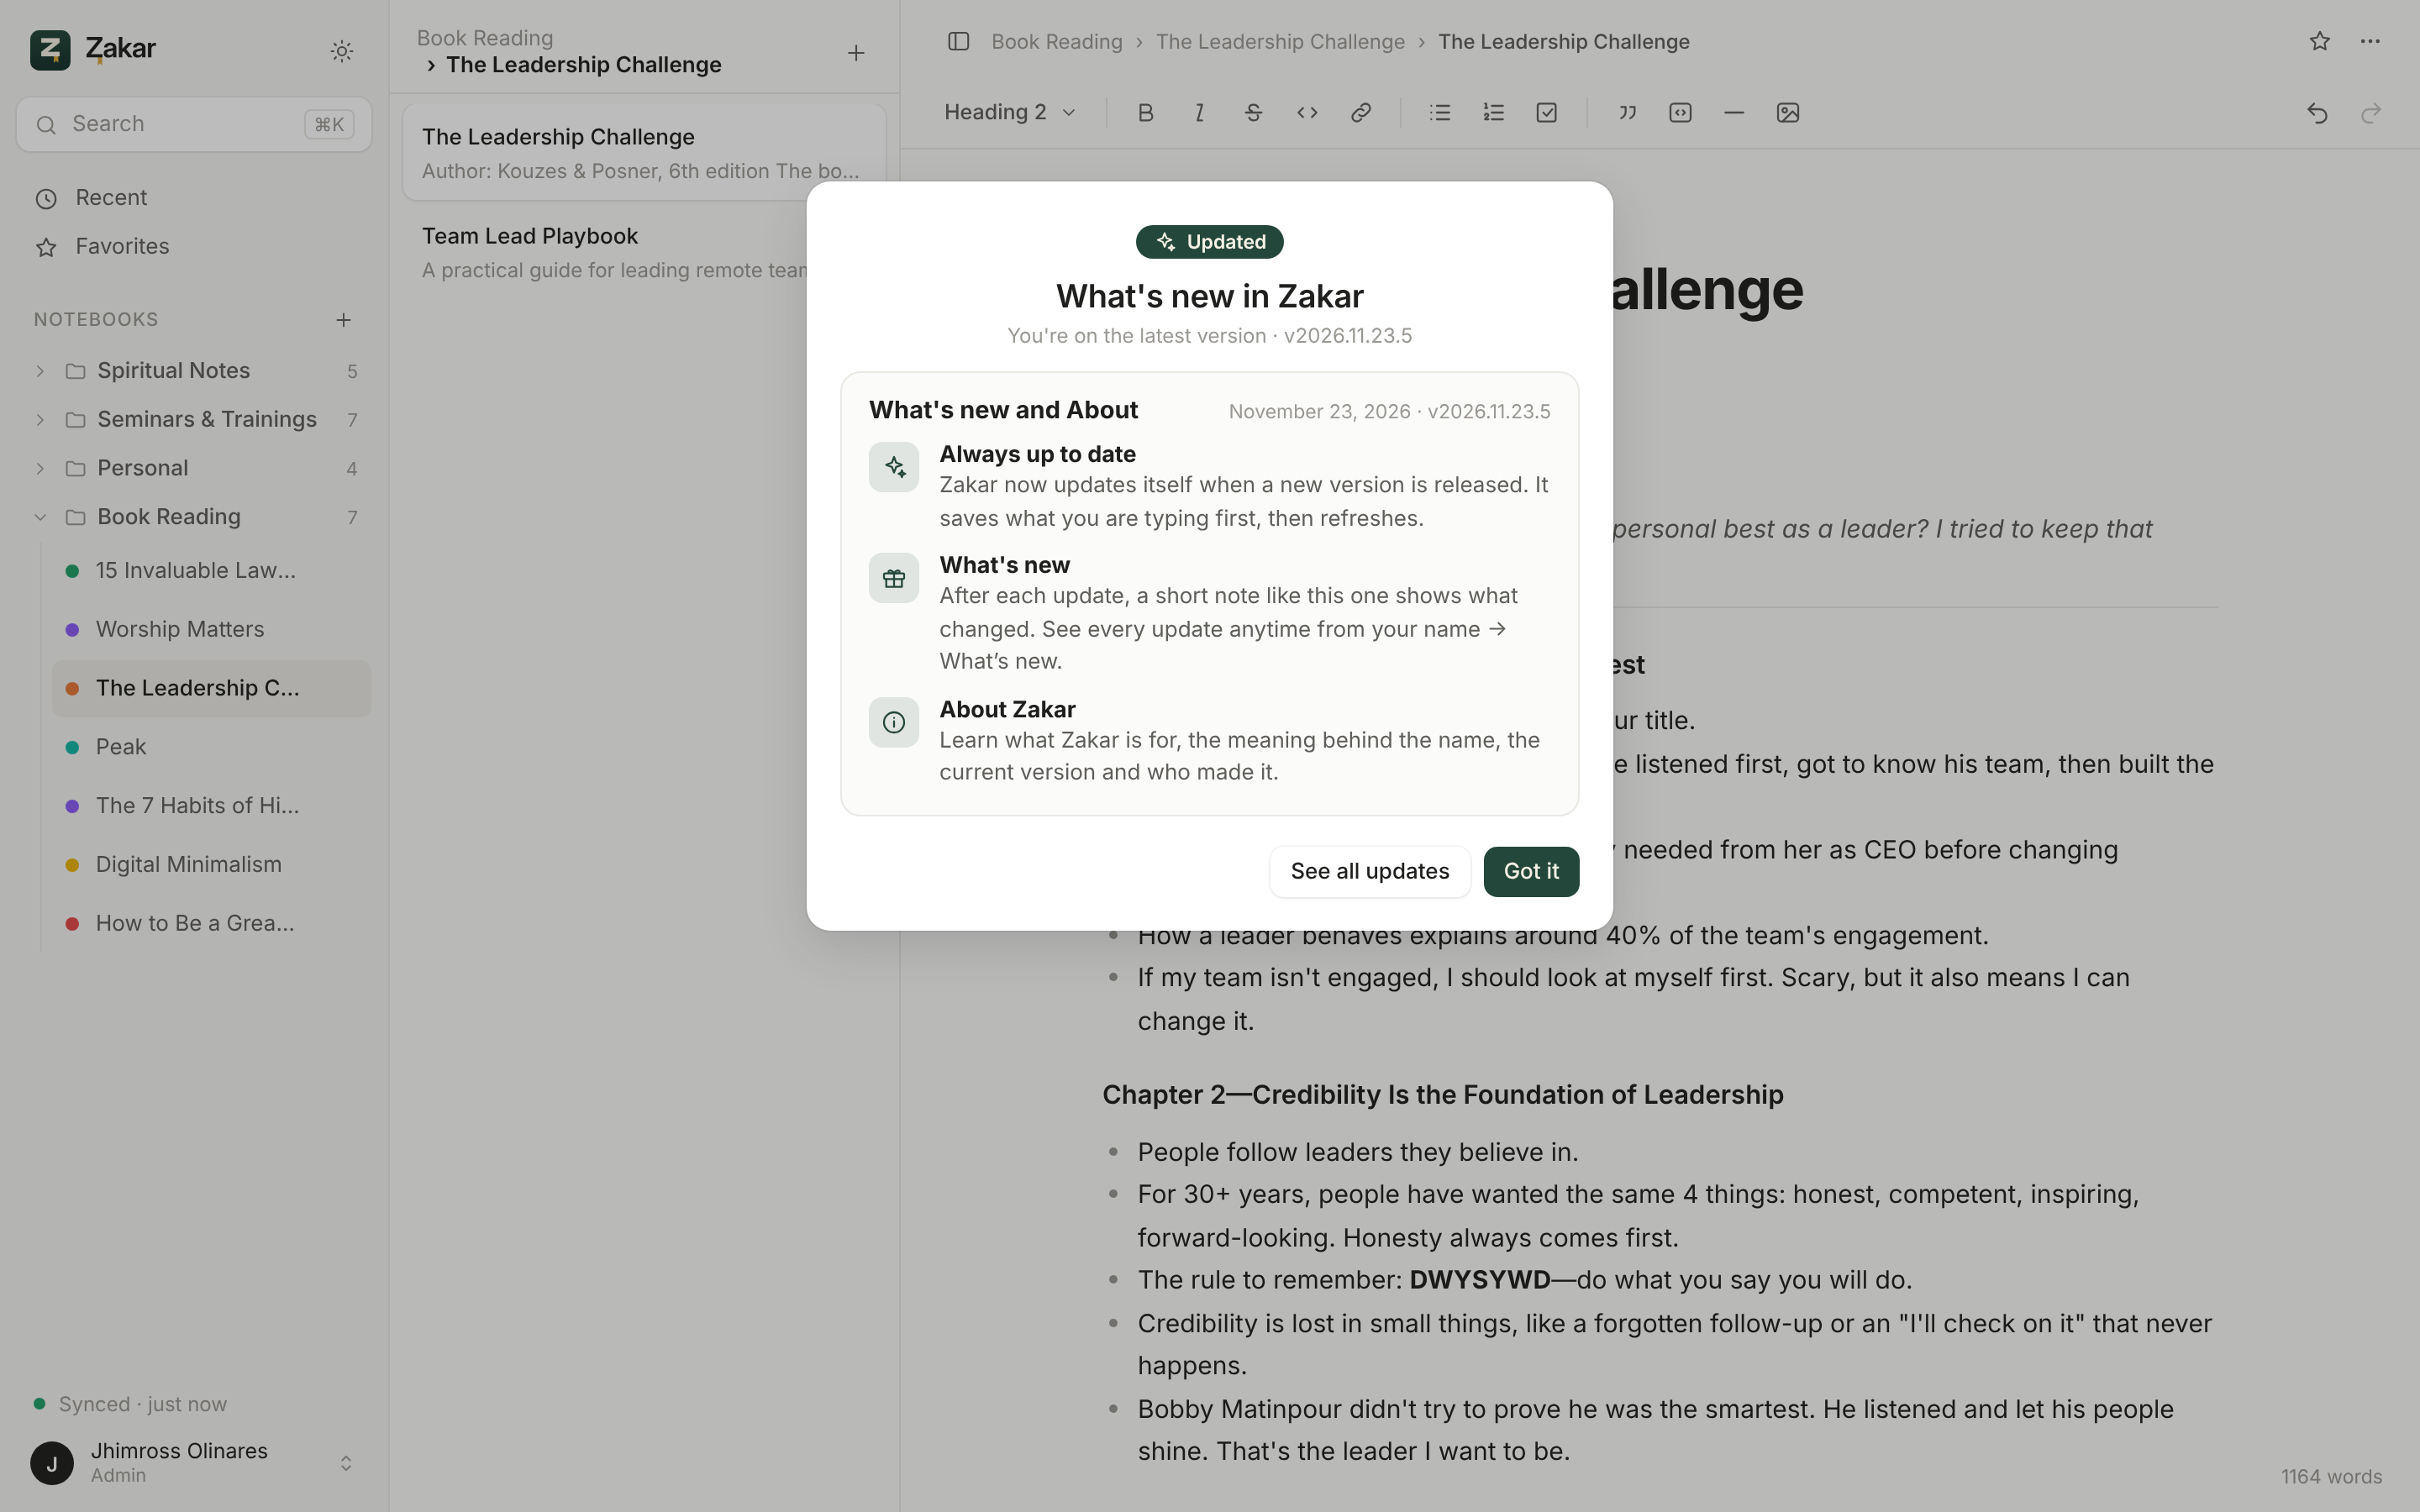 Zakar
Search
⌘K
Recent
Favorites
NOTEBOOKS
Spiritual Notes 5
Seminars & Trainings 7
Personal 4
Book Reading 7
15 Invaluable Law...
Worship Matters
The Leadership C...
Peak
The 7 Habits of Hi...
Digital Minimalism
How to Be a Grea...
Synced · just now
J
Jhimross Olinares
Admin
Book Reading
› The Leadership Challenge
The Leadership Challenge
Author: Kouzes & Posner, 6th edition The bo...
Team Lead Playbook
A practical guide for leading remote tean
Book Reading › The Leadership Challenge › The Leadership Challenge
Heading 2
allenge
personal best as a leader? I tried to keep that
est
ur title.
e listened first, got to know his team, then built the
needed from her as CEO before changing
How a leader behaves explains around 40% of the team's engagement.
If my team isn't engaged, I should look at myself first. Scary, but it also means I can
change it.
Chapter 2—Credibility Is the Foundation of Leadership
People follow leaders they believe in.
For 30+ years, people have wanted the same 4 things: honest, competent, inspiring,
forward-looking. Honesty always comes first.
The rule to remember: DWYSYWD—do what you say you will do.
Credibility is lost in small things, like a forgotten follow-up or an "I'll check on it" that never
happens.
Bobby Matinpour didn't try to prove he was the smartest. He listened and let his people
shine. That's the leader I want to be.
1164 words
Updated
What's new in Zakar
You're on the latest version · v2026.11.23.5
What's new and About
November 23, 2026 · v2026.11.23.5
Always up to date
Zakar now updates itself when a new version is released. It
saves what you are typing first, then refreshes.
What's new
After each update, a short note like this one shows what
changed. See every update anytime from your name →
What’s new.
About Zakar
Learn what Zakar is for, the meaning behind the name, the
current version and who made it.
See all updates
Got it